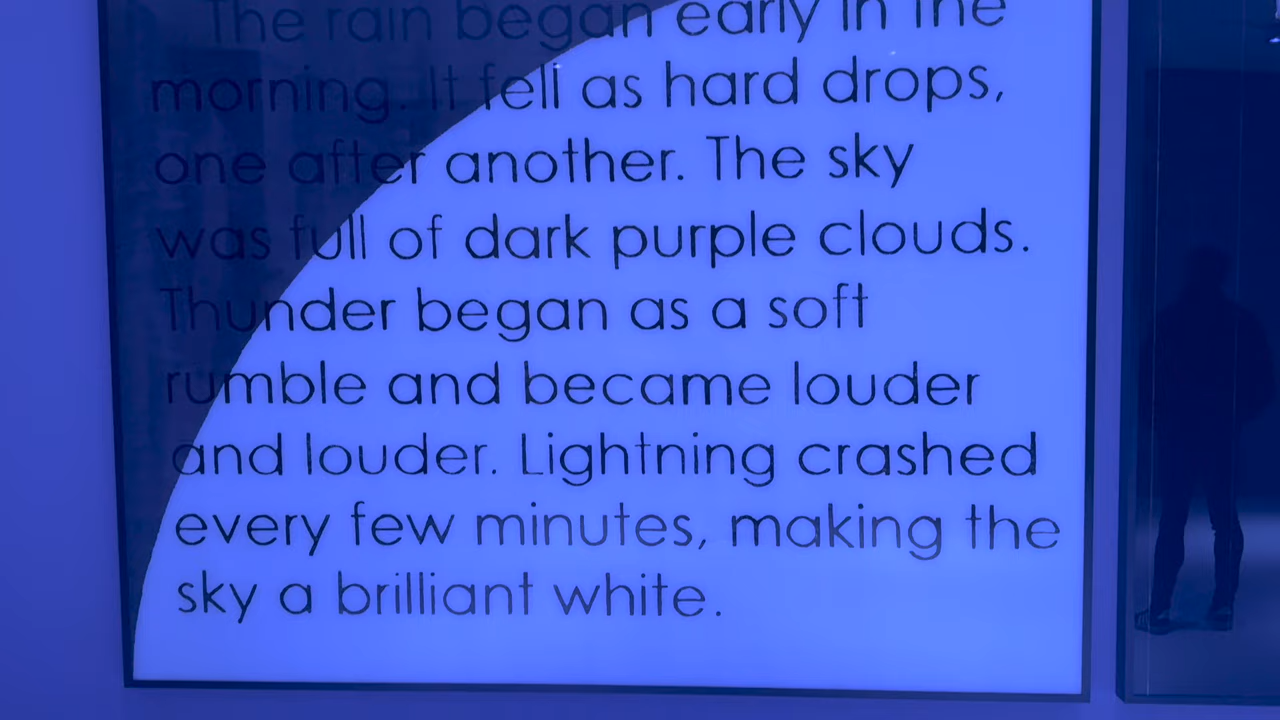 The rain began early in the
morning. It fell as hard drops,
one after another. The sky
was full of dark purple clouds.
Thunder began as a soft
rumble and became louder
and louder. Lightning crashed
every few minutes, making the
sky a brilliant white.